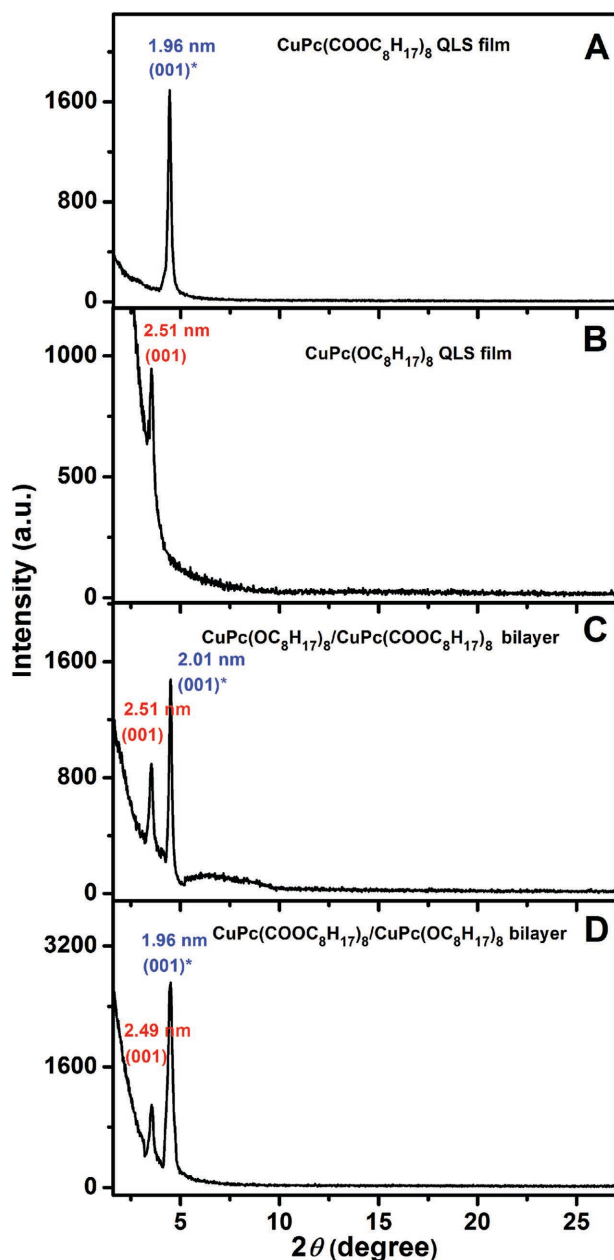 1.96 nm
(001)*
CuPc(COOC₈H₁₇)₈ QLS film
A
1600
800
0
2.51 nm
(001)
CuPc(OC₈H₁₇)₈ QLS film
B
1000
500
0
Intensity (a.u.)
CuPc(OC₈H₁₇)₈/CuPc(COOC₈H₁₇)₈ bilayer
C
2.01 nm
(001)*
2.51 nm
(001)
1600
800
0
CuPc(COOC₈H₁₇)₈/CuPc(OC₈H₁₇)₈ bilayer
D
1.96 nm
(001)*
2.49 nm
(001)
3200
1600
0
5 10 15 20 25
2θ (degree)